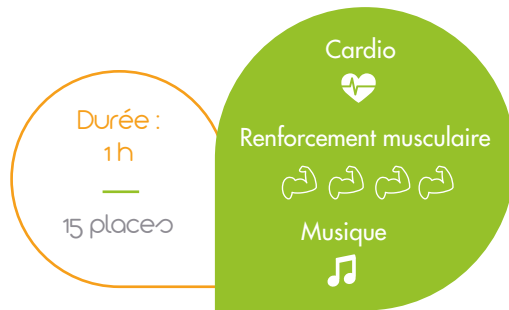 Durée :
1 h
15 places
Cardio
Renforcement musculaire
Musique